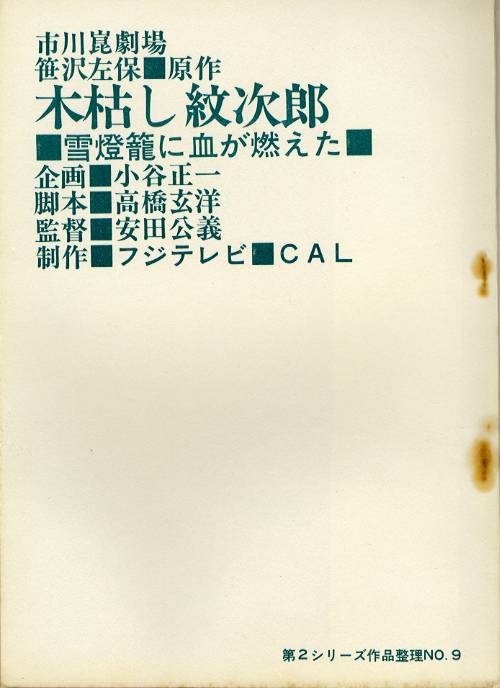 市川崑劇場
笹沢左保■原作
木枯し紋次郎
■雪燈籠に血が燃えた■
企画■小谷正一
脚本■高橋玄洋
監督■安田公義
制作■フジテレビ■CAL
第2シリーズ作品整理NO.9